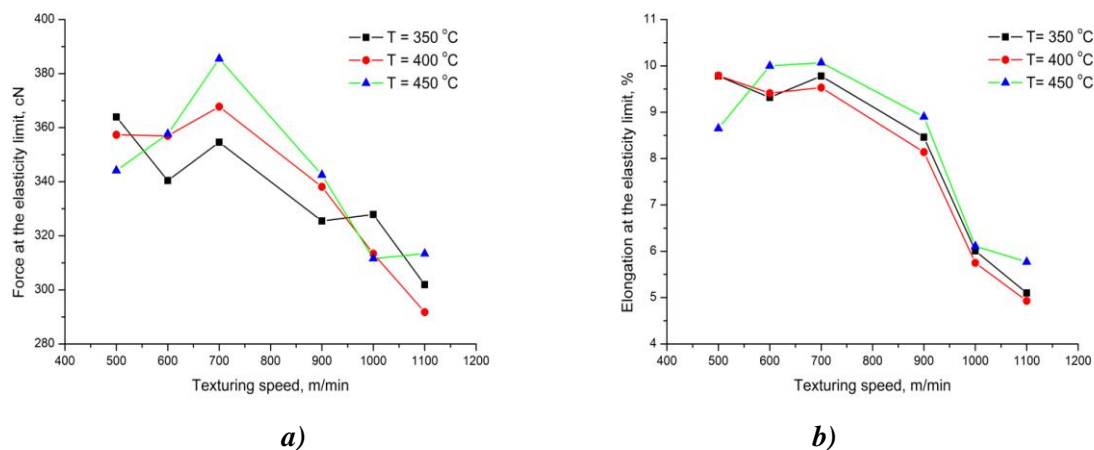 400
380
360
340
320
300
280
Force at the elasticity limit, cN
T = 350 °C
T = 400 °C
T = 450 °C
400 500 600 700 800 900 1000 1100 1200
Texturing speed, m/min
a)
11
10
9
8
7
6
5
4
Elongation at the elasticity limit, %
T= 350 °C
T= 400 °C
T= 450 °C
400 500 600 700 800 900 1000 1100 1200
Texturing speed, m/min
b)